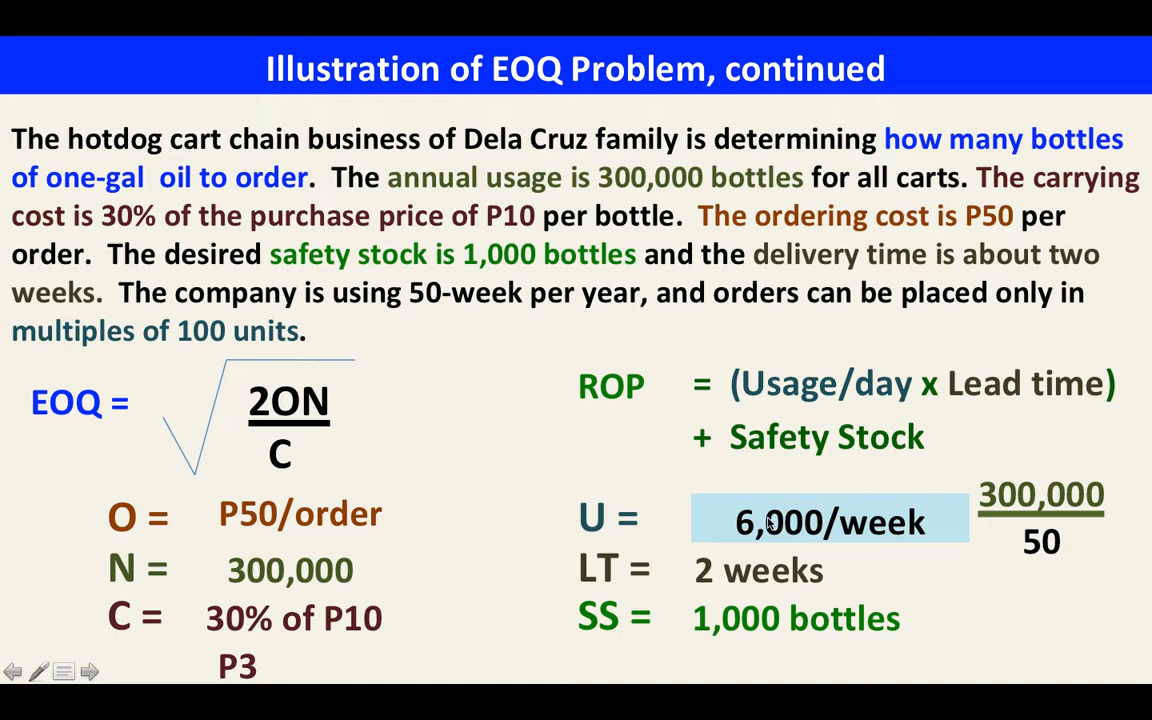 Illustration of EOQ Problem, continued
The hotdog cart chain business of Dela Cruz family is determining how many bottles
of one-gal oil to order. The annual usage is 300,000 bottles for all carts. The carrying
cost is 30% of the purchase price of P10 per bottle. The ordering cost is P50 per
order. The desired safety stock is 1,000 bottles and the delivery time is about two
weeks. The company is using 50-week per year, and orders can be placed only in
multiples of 100 units.
EOQ =
2ON
C
O = P50/order
N = 300,000
C = 30% of P10
P3
ROP = (Usage/day x Lead time)
+ Safety Stock
U = 6,000/week
300,000
50
LT = 2 weeks
SS = 1,000 bottles